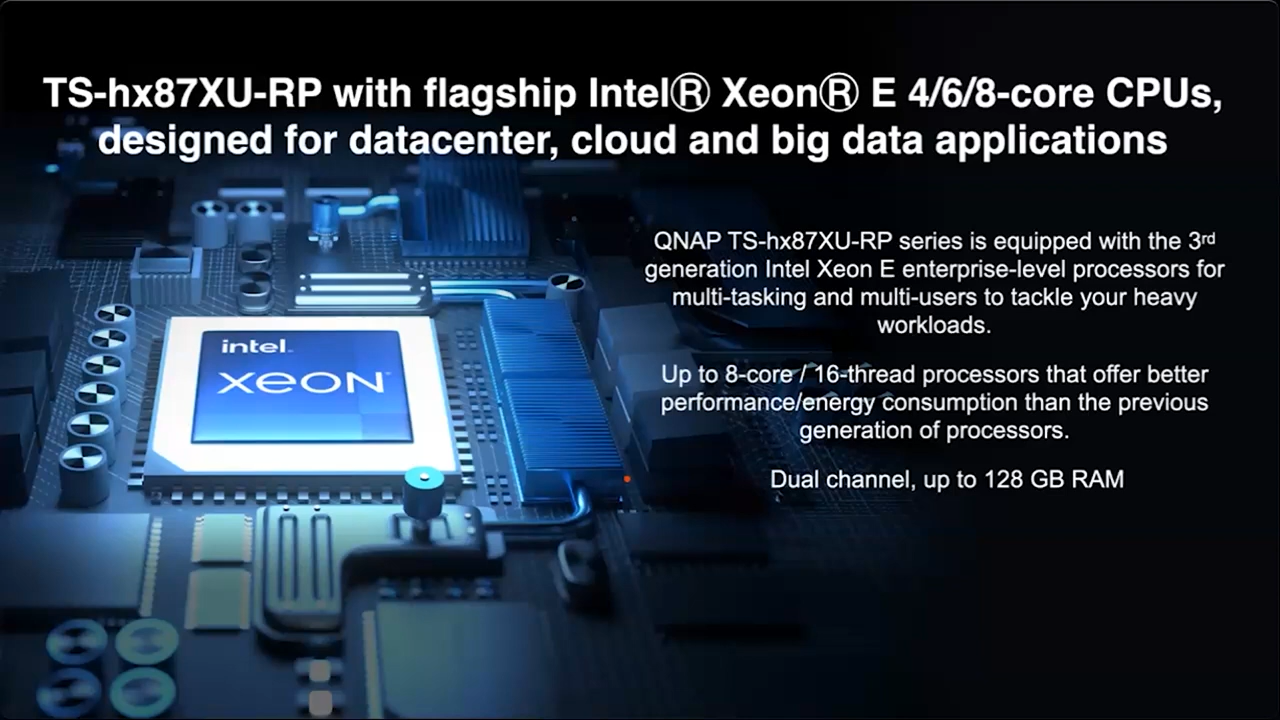 TS-hx87XU-RP with flagship Intel® Xeon® E 4/6/8-core CPUs,
designed for datacenter, cloud and big data applications
QNAP TS-hx87XU-RP series is equipped with the 3rd
generation Intel Xeon E enterprise-level processors for
multi-tasking and multi-users to tackle your heavy
workloads.
Up to 8-core / 16-thread processors that offer better
performance/energy consumption than the previous
generation of processors.
Dual channel, up to 128 GB RAM
intel.
xeon